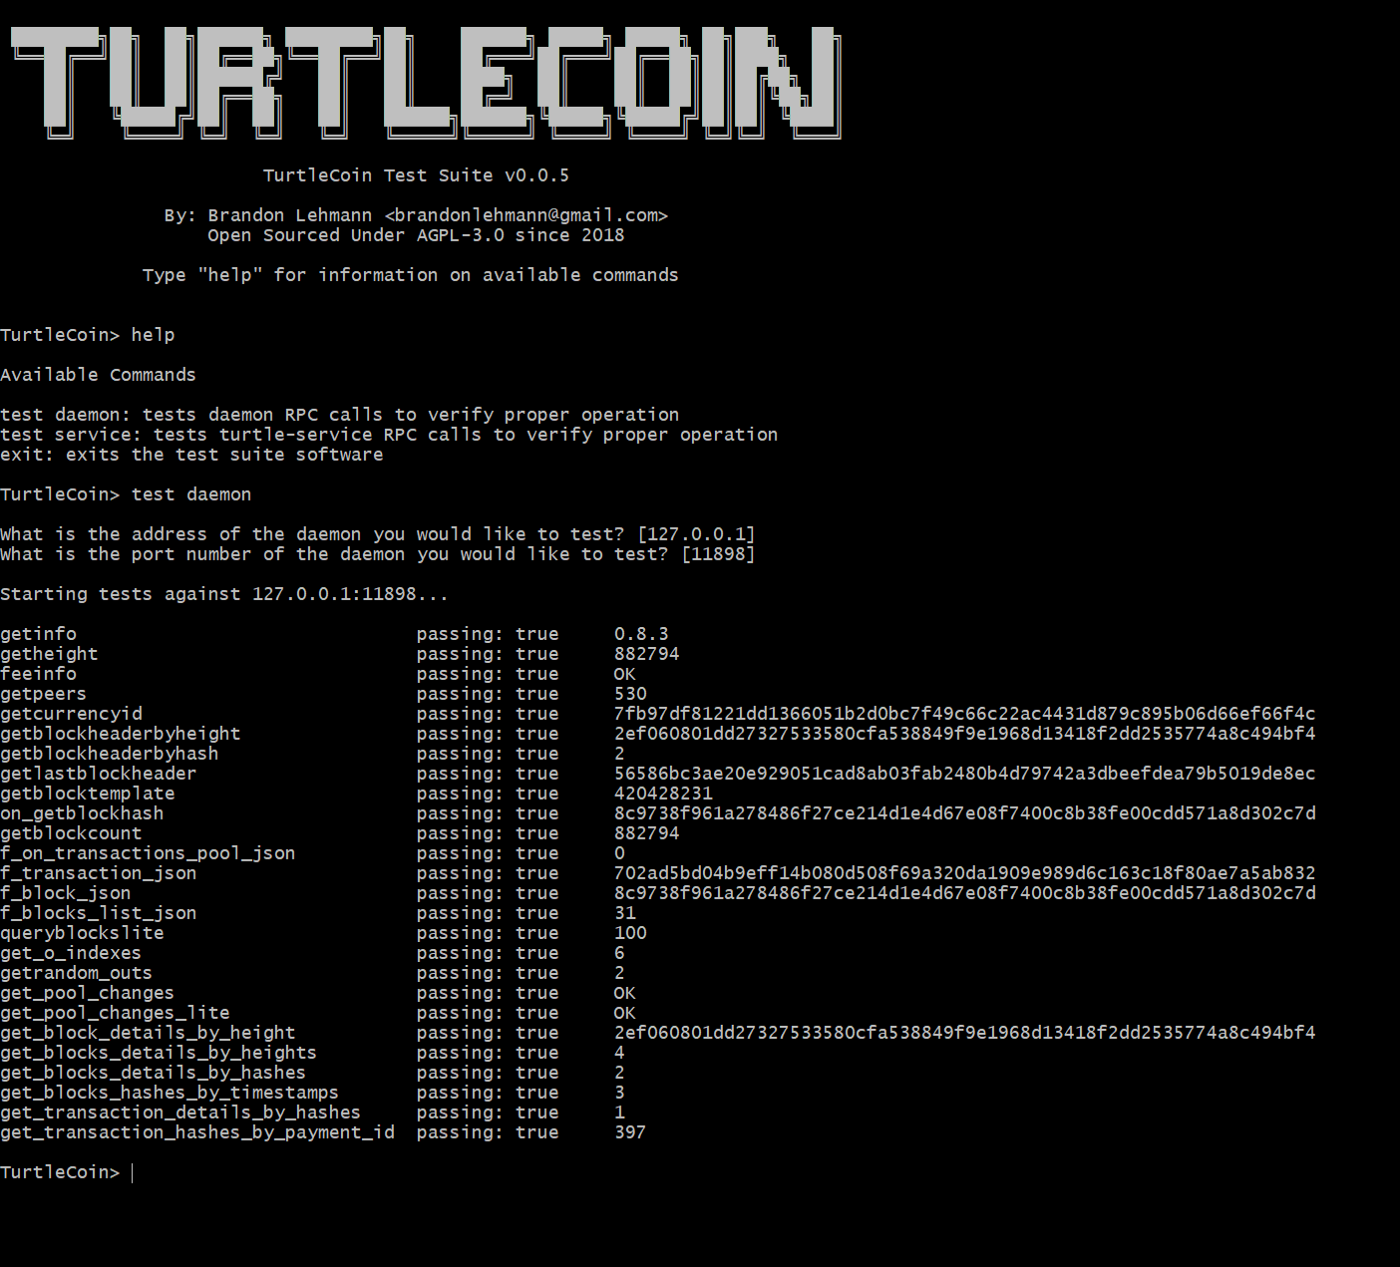 TURTLECOIN
TurtleCoin Test Suite v0.0.5
By: Brandon Lehmann <brandonlehmann@gmail.com>
Open Sourced Under AGPL-3.0 since 2018
Type "help" for information on available commands
TurtleCoin> help
Available Commands
test daemon: tests daemon RPC calls to verify proper operation
test service: tests turtle-service RPC calls to verify proper operation
exit: exits the test suite software
TurtleCoin> test daemon
What is the address of the daemon you would like to test? [127.0.0.1]
What is the port number of the daemon you would like to test? [11898]
Starting tests against 127.0.0.1:11898...
getinfo passing: true 0.8.3
getheight passing: true 882794
feeinfo passing: true OK
getpeers passing: true 530
getcurrencyid passing: true 7fb97df81221dd1366051b2d0bc7f49c66c22ac4431d879c895b06d66ef66f4c
getblockheaderbyheight passing: true 2ef060801dd27327533580cfa538849f9e1968d13418f2dd2535774a8c494bf4
getblockheaderbyhash passing: true 2
getlastblockheader passing: true 56586bc3ae20e929051cad8ab03fab2480b4d79742a3dbeefdea79b5019de8ec
getblocktemplate passing: true 420428231
on_getblockhash passing: true 8c9738f961a278486f27ce214d1e4d67e08f7400c8b38fe00cdd571a8d302c7d
getblockcount passing: true 882794
f_on_transactions_pool_json passing: true 0
f_transaction_json passing: true 702ad5bd04b9eff14b080d508f69a320da1909e989d6c163c18f80ae7a5ab832
f_block_json passing: true 8c9738f961a278486f27ce214d1e4d67e08f7400c8b38fe00cdd571a8d302c7d
f_blocks_list_json passing: true 31
queryblockslite passing: true 100
get_o_indexes passing: true 6
getrandom_outs passing: true 2
get_pool_changes passing: true OK
get_pool_changes_lite passing: true OK
get_block_details_by_height passing: true 2ef060801dd27327533580cfa538849f9e1968d13418f2dd2535774a8c494bf4
get_blocks_details_by_heights passing: true 4
get_blocks_details_by_hashes passing: true 2
get_blocks_hashes_by_timestamps passing: true 3
get_transaction_details_by_hashes passing: true 1
get_transaction_hashes_by_payment_id passing: true 397
TurtleCoin>